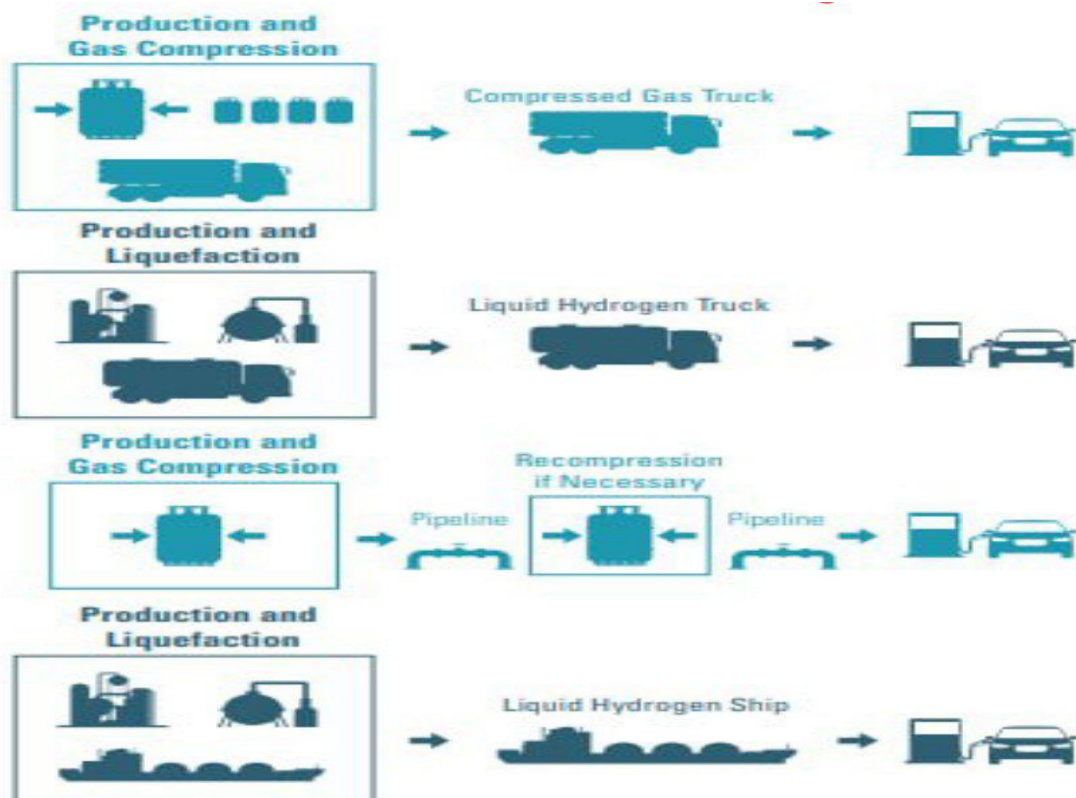 Production and
Gas Compression
Compressed Gas Truck
Production and
Liquefaction
Liquid Hydrogen Truck
Production and
Gas Compression
Recompression
if Necessary
Pipeline
Pipeline
Production and
Liquefaction
Liquid Hydrogen Ship